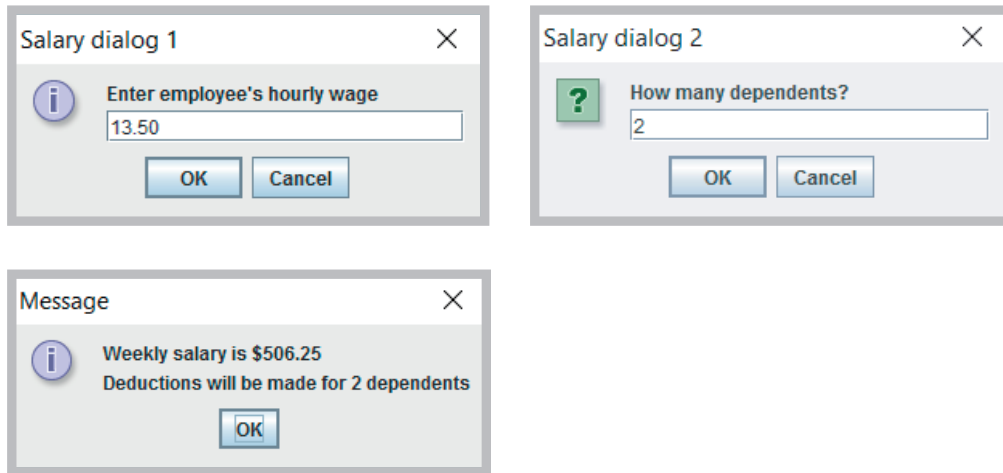 Salary dialog 1
Enter employee's hourly wage
13.50
OK Cancel
Salary dialog 2
?
How many dependents?
2
OK Cancel
Message
Weekly salary is $506.25
Deductions will be made for 2 dependents
OK